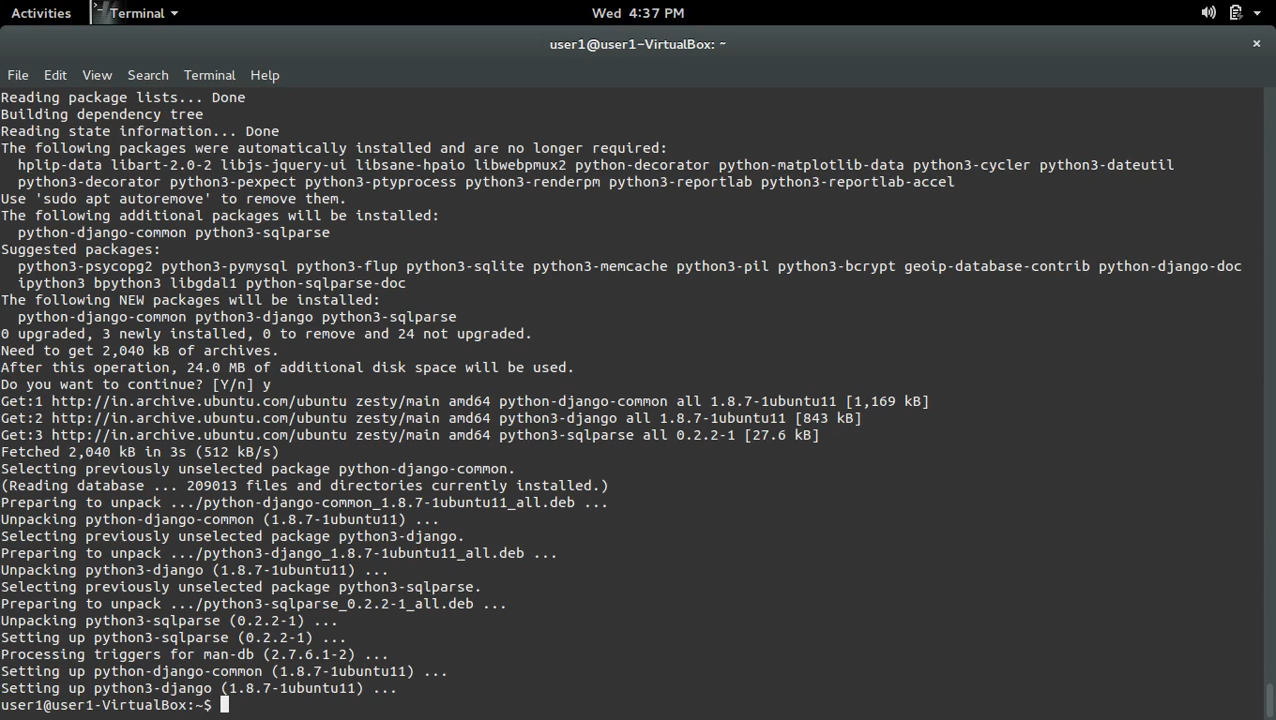 Activities Terminal Wed 4:37 PM
user1@user1-VirtualBox: ~ ×
File Edit View Search Terminal Help
Reading package lists... Done
Building dependency tree
Reading state information... Done
The following packages were automatically installed and are no longer required:
hplip-data libart-2.0-2 libjs-jquery-ui libsane-hpaio libwebpmux2 python-decorator python-matplotlib-data python3-cycler python3-dateutil
python3-decorator python3-pexpect python3-ptyprocess python3-renderpm python3-reportlab python3-reportlab-accel
Use 'sudo apt autoremove' to remove them.
The following additional packages will be installed:
python-django-common python3-sqlparse
Suggested packages:
python3-psycopg2 python3-pymysql python3-flup python3-sqlite python3-memcache python3-pil python3-bcrypt geoip-database-contrib python-django-doc
ipython3 bpython3 libgdal1 python-sqlparse-doc
The following NEW packages will be installed:
python-django-common python3-django python3-sqlparse
0 upgraded, 3 newly installed, 0 to remove and 24 not upgraded.
Need to get 2,040 kB of archives.
After this operation, 24.0 MB of additional disk space will be used.
Do you want to continue? [Y/n] y
Get:1 http://in.archive.ubuntu.com/ubuntu zesty/main amd64 python-django-common all 1.8.7-1ubuntu11 [1,169 kB]
Get:2 http://in.archive.ubuntu.com/ubuntu zesty/main amd64 python3-django all 1.8.7-1ubuntu11 [843 kB]
Get:3 http://in.archive.ubuntu.com/ubuntu zesty/main amd64 python3-sqlparse all 0.2.2-1 [27.6 kB]
Fetched 2,040 kB in 3s (512 kB/s)
Selecting previously unselected package python-django-common.
(Reading database ... 209013 files and directories currently installed.)
Preparing to unpack .../python-django-common_1.8.7-1ubuntu11_all.deb ...
Unpacking python-django-common (1.8.7-1ubuntu11) ...
Selecting previously unselected package python3-django.
Preparing to unpack .../python3-django_1.8.7-1ubuntu11_all.deb ...
Unpacking python3-django (1.8.7-1ubuntu11) ...
Selecting previously unselected package python3-sqlparse.
Preparing to unpack .../python3-sqlparse_0.2.2-1_all.deb ...
Unpacking python3-sqlparse (0.2.2-1) ...
Setting up python3-sqlparse (0.2.2-1) ...
Processing triggers for man-db (2.7.6.1-2) ...
Setting up python-django-common (1.8.7-1ubuntu11) ...
Setting up python3-django (1.8.7-1ubuntu11) ...
user1@user1-VirtualBox:~$